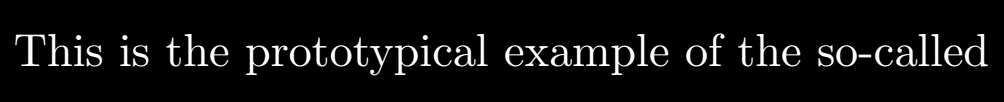 This is the prototypical example of the so-called